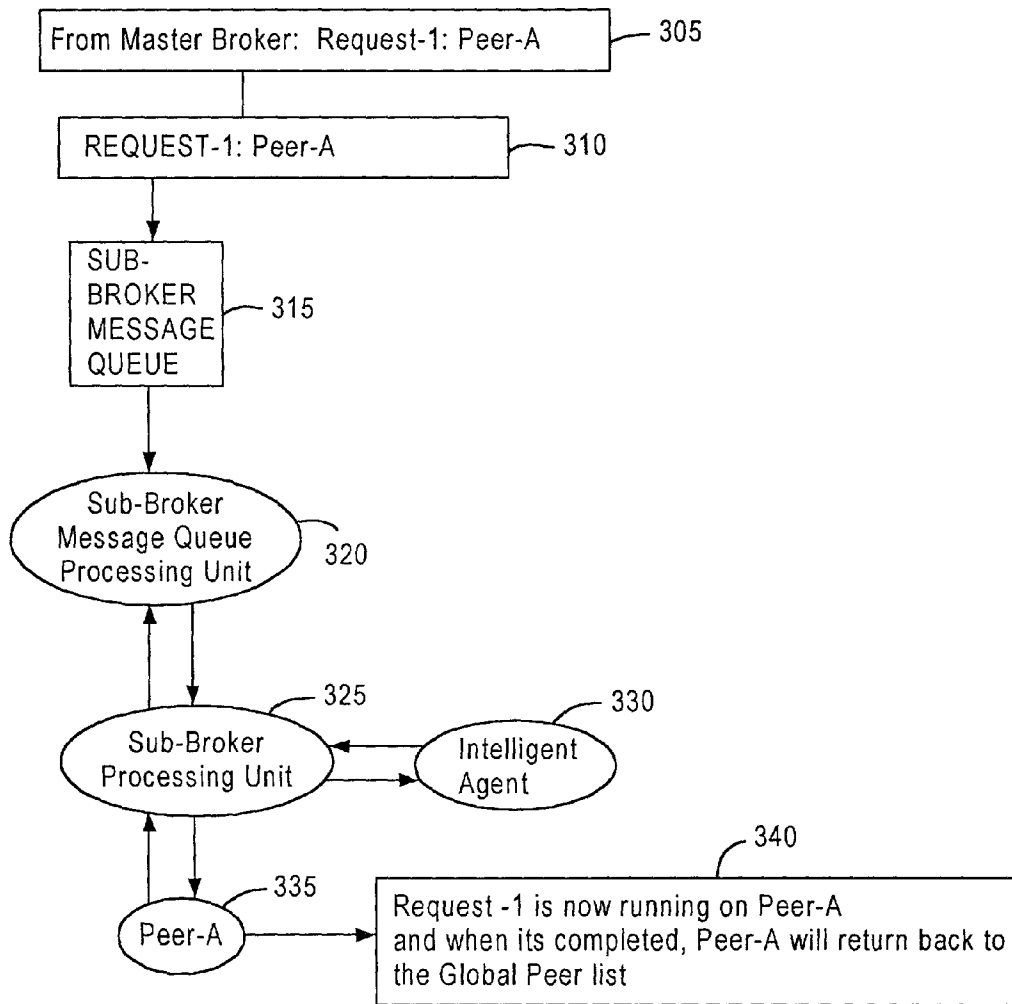 From Master Broker: Request-1: Peer-A
305
REQUEST-1: Peer-A
310
SUB-
BROKER
MESSAGE
QUEUE
315
Sub-Broker
Message Queue
Processing Unit
320
325
Sub-Broker
Processing Unit
330
Intelligent
Agent
335
Peer-A
340
Request -1 is now running on Peer-A
and when its completed, Peer-A will return back to
the Global Peer list